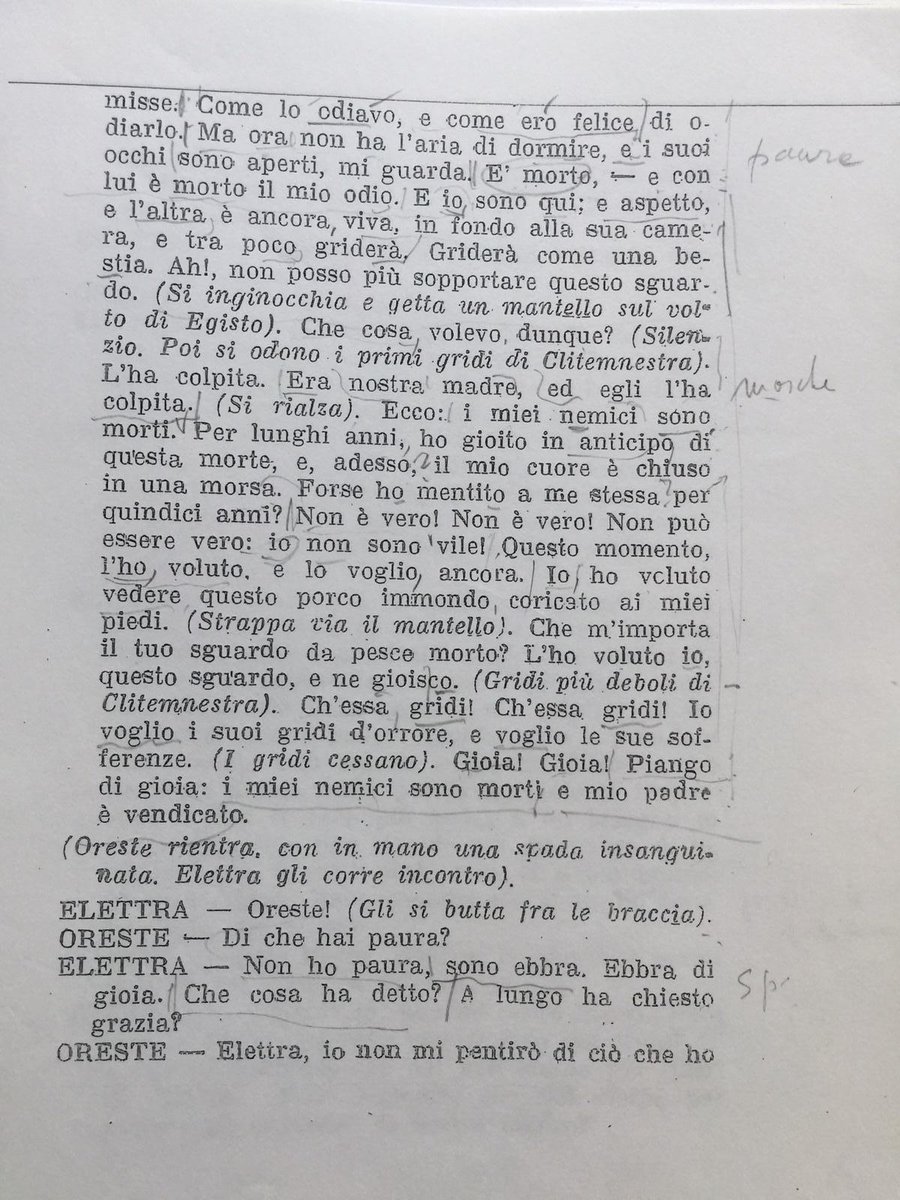 misse. Come lo odiavo, e come ero felice di o-
diarlo. Ma ora non ha l'aria di dormire, e i suoi
paure
occhi sono aperti, mi guarda. E' morto, — e con
lui è morto il mio odio. E io sono qui; e aspetto,
e l'altra è ancora viva, in fondo alla sua came-
ra, e tra poco griderà. Griderà come una be-
stia. Ah!, non posso più sopportare questo sguar-
do. (Si inginocchia e getta un mantello sul vol-
to di Egisto). Che cosa volevo, dunque? (Silen-
zio. Poi si odono i primi gridi di Clitemnestra).
L'ha colpita. Era nostra madre, ed egli l'ha
mosche
colpita. (Si rialza). Ecco: i miei nemici sono
morti. Per lunghi anni, ho gioito in anticipo di
questa morte, e, adesso, il mio cuore è chiuso
in una morsa. Forse ho mentito a me stessa per
quindici anni? Non è vero! Non è vero! Non può
essere vero: io non sono vile! Questo momento,
l'ho voluto, e lo voglio ancora. Io ho vcluto
vedere questo porco immondo coricato ai miei
piedi. (Strappa via il mantello). Che m'importa
il tuo sguardo da pesce morto? L'ho voluto io,
questo sguardo, e ne gioisco. (Gridi più deboli di
Clitemnestra). Ch'essa gridi! Ch'essa gridi! Io
voglio i suoi gridi d'orrore, e voglio le sue sof-
ferenze. (I gridi cessano). Gioia! Gioia! Piango
di gioia: i miei nemici sono morti e mio padre
è vendicato.
(Oreste rientra, con in mano una spada insangui-
nata. Elettra gli corre incontro).
ELETTRA — Oreste! (Gli si butta fra le braccia).
ORESTE — Di che hai paura?
ELETTRA — Non ho paura, sono ebbra. Ebbra di
gioia. Che cosa ha detto? A lungo ha chiesto
grazia?
ORESTE — Elettra, io non mi pentirò di ciò che ho